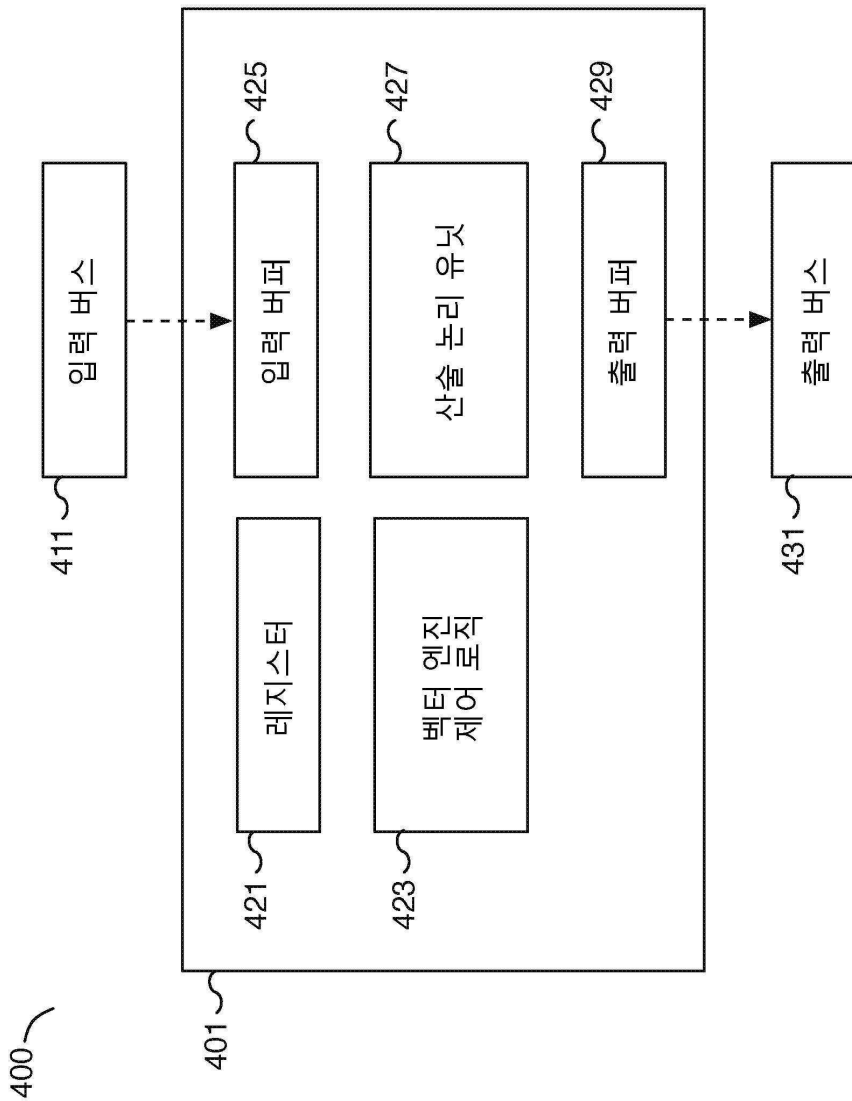 400
401
411
입력 버스
421
레지스터
입력 버퍼
425
423
벡터 엔진
제어 로직
산술 논리 유닛
427
출력 버퍼
429
431
출력 버스